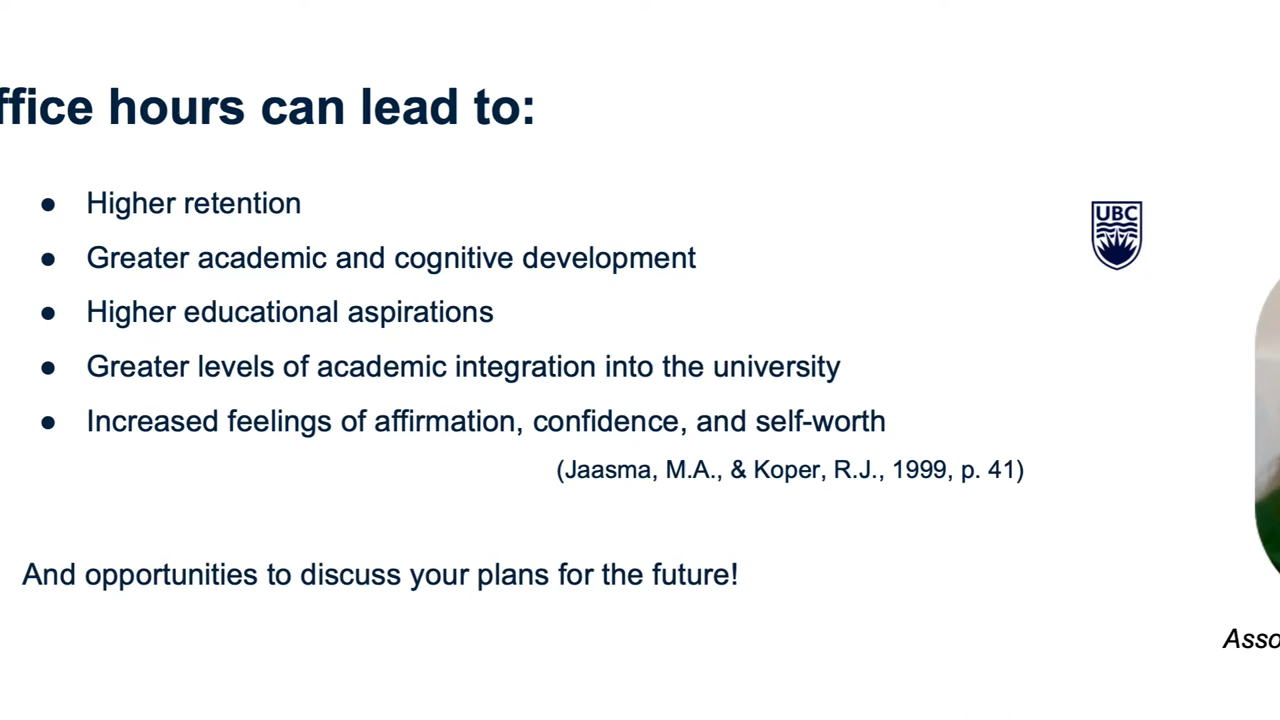 ffice hours can lead to:
● Higher retention
● Greater academic and cognitive development
UBC
● Higher educational aspirations
● Greater levels of academic integration into the university
● Increased feelings of affirmation, confidence, and self-worth
(Jaasma, M.A., & Koper, R.J., 1999, p. 41)
And opportunities to discuss your plans for the future!
Asso